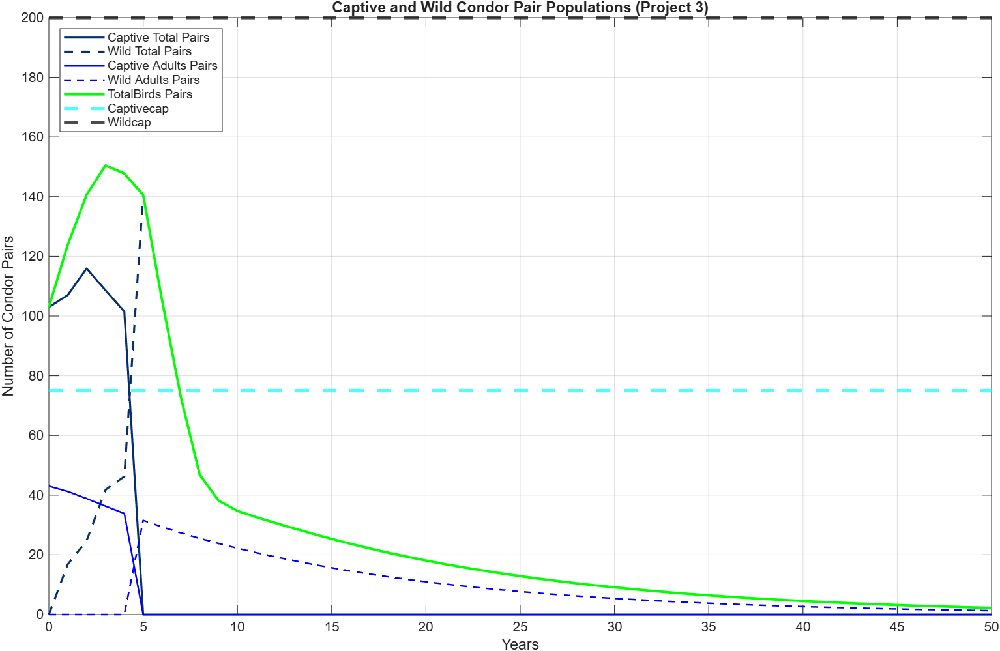 Captive and Wild Condor Pair Populations (Project 3)
200
180
160
140
120
100
80
60
40
20
0
Number of Condor Pairs
Captive Total Pairs
Wild Total Pairs
Captive Adults Pairs
Wild Adults Pairs
TotalBirds Pairs
Captivecap
Wildcap
0 5 10 15 20 25 30 35 40 45 50
Years